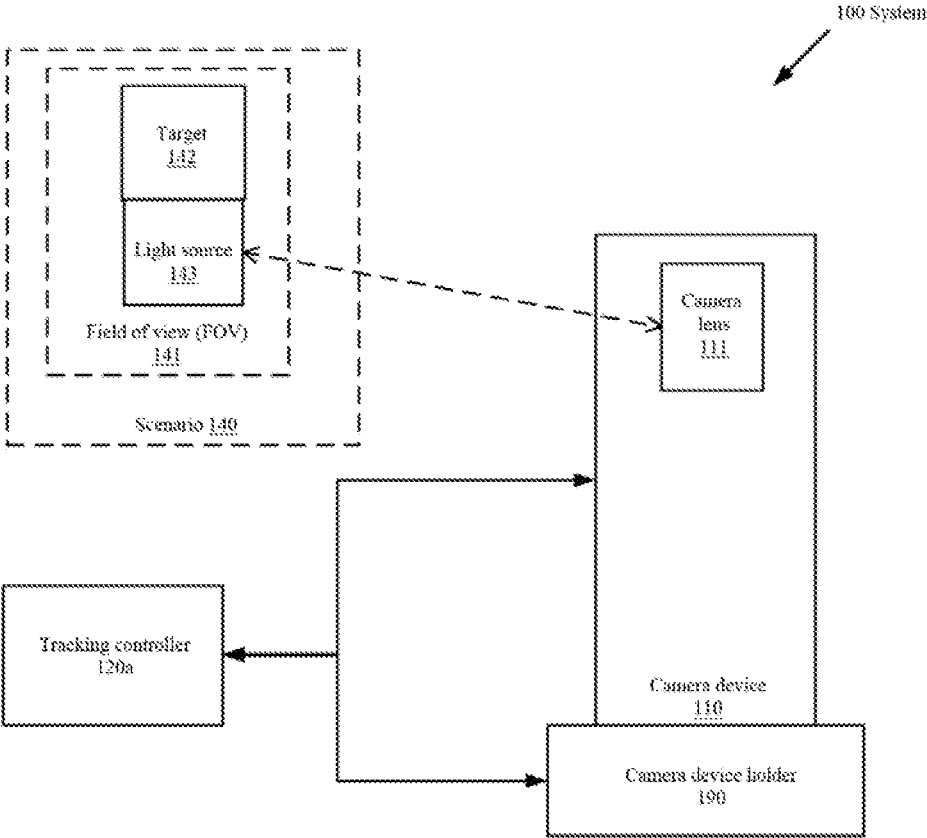 100 System
Target
142
Light source
143
Field of view (FOV)
141
Scenario 140
Camera
lens
111
Tracking controller
120a
Camera device
110
Camera device holder
190